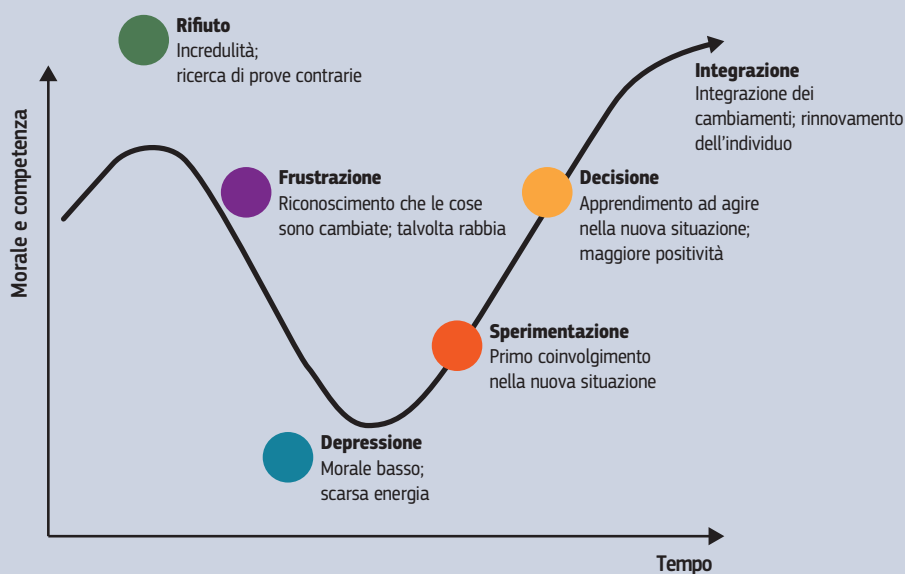 Rifiuto
Incredulità;
ricerca di prove contrarie
Morale e competenza
Frustrazione
Riconoscimento che le cose
sono cambiate; talvolta rabbia
Depressione
Morale basso;
scarsa energia
Sperimentazione
Primo coinvolgimento
nella nuova situazione
Decisione
Apprendimento ad agire
nella nuova situazione;
maggiore positività
Integrazione
Integrazione dei
cambiamenti; rinnovamento
dell'individuo
Tempo